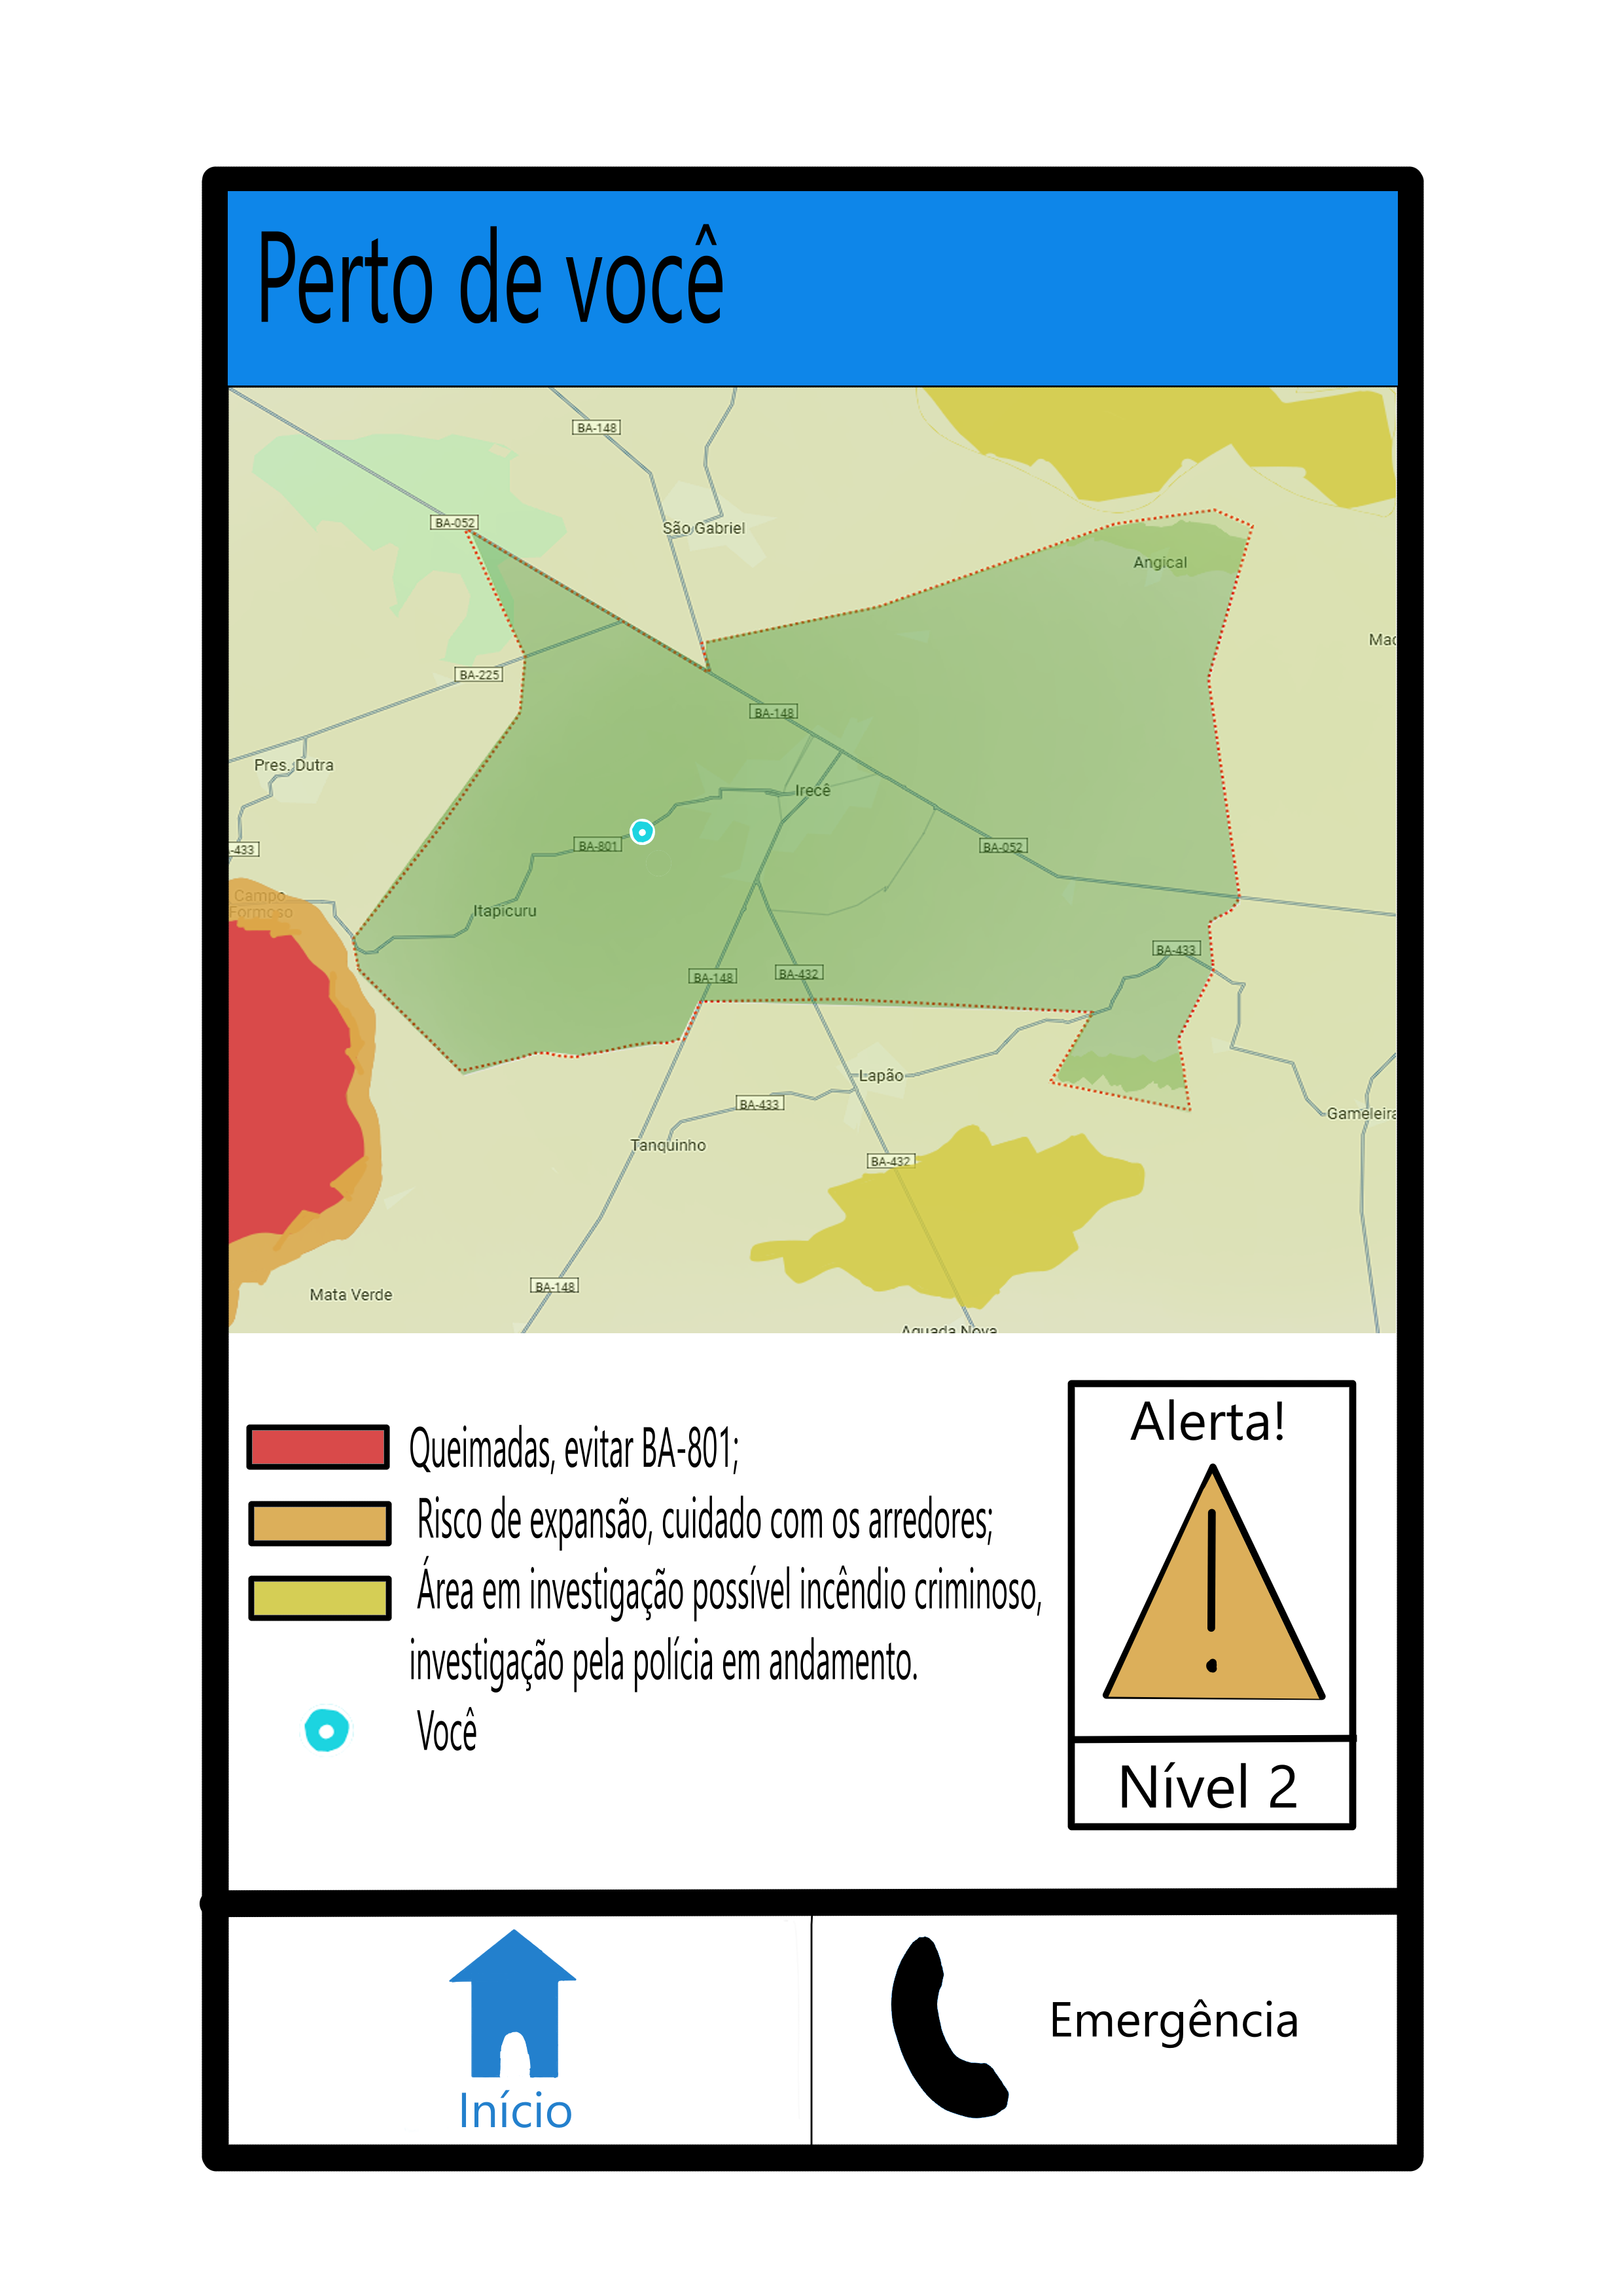 Perto de você
BA-148
BA-052
São Gabriel
Angical
BA-225
BA-148
Pres. Dutra
Irecê
-433
BA-801
BA-052
Campo
Formoso
Itapicuru
BA-433
BA-148
BA-432
Lapão
BA-433
Gameleira
Tanquinho
BA-432
BA-148
Mata Verde
Aguada Nova
Queimadas, evitar BA-801;
Risco de expansão, cuidado com os arredores;
Área em investigação possível incêndio criminoso,
investigação pela polícia em andamento.
Você
Alerta!
!
Nível 2
Início
Emergência